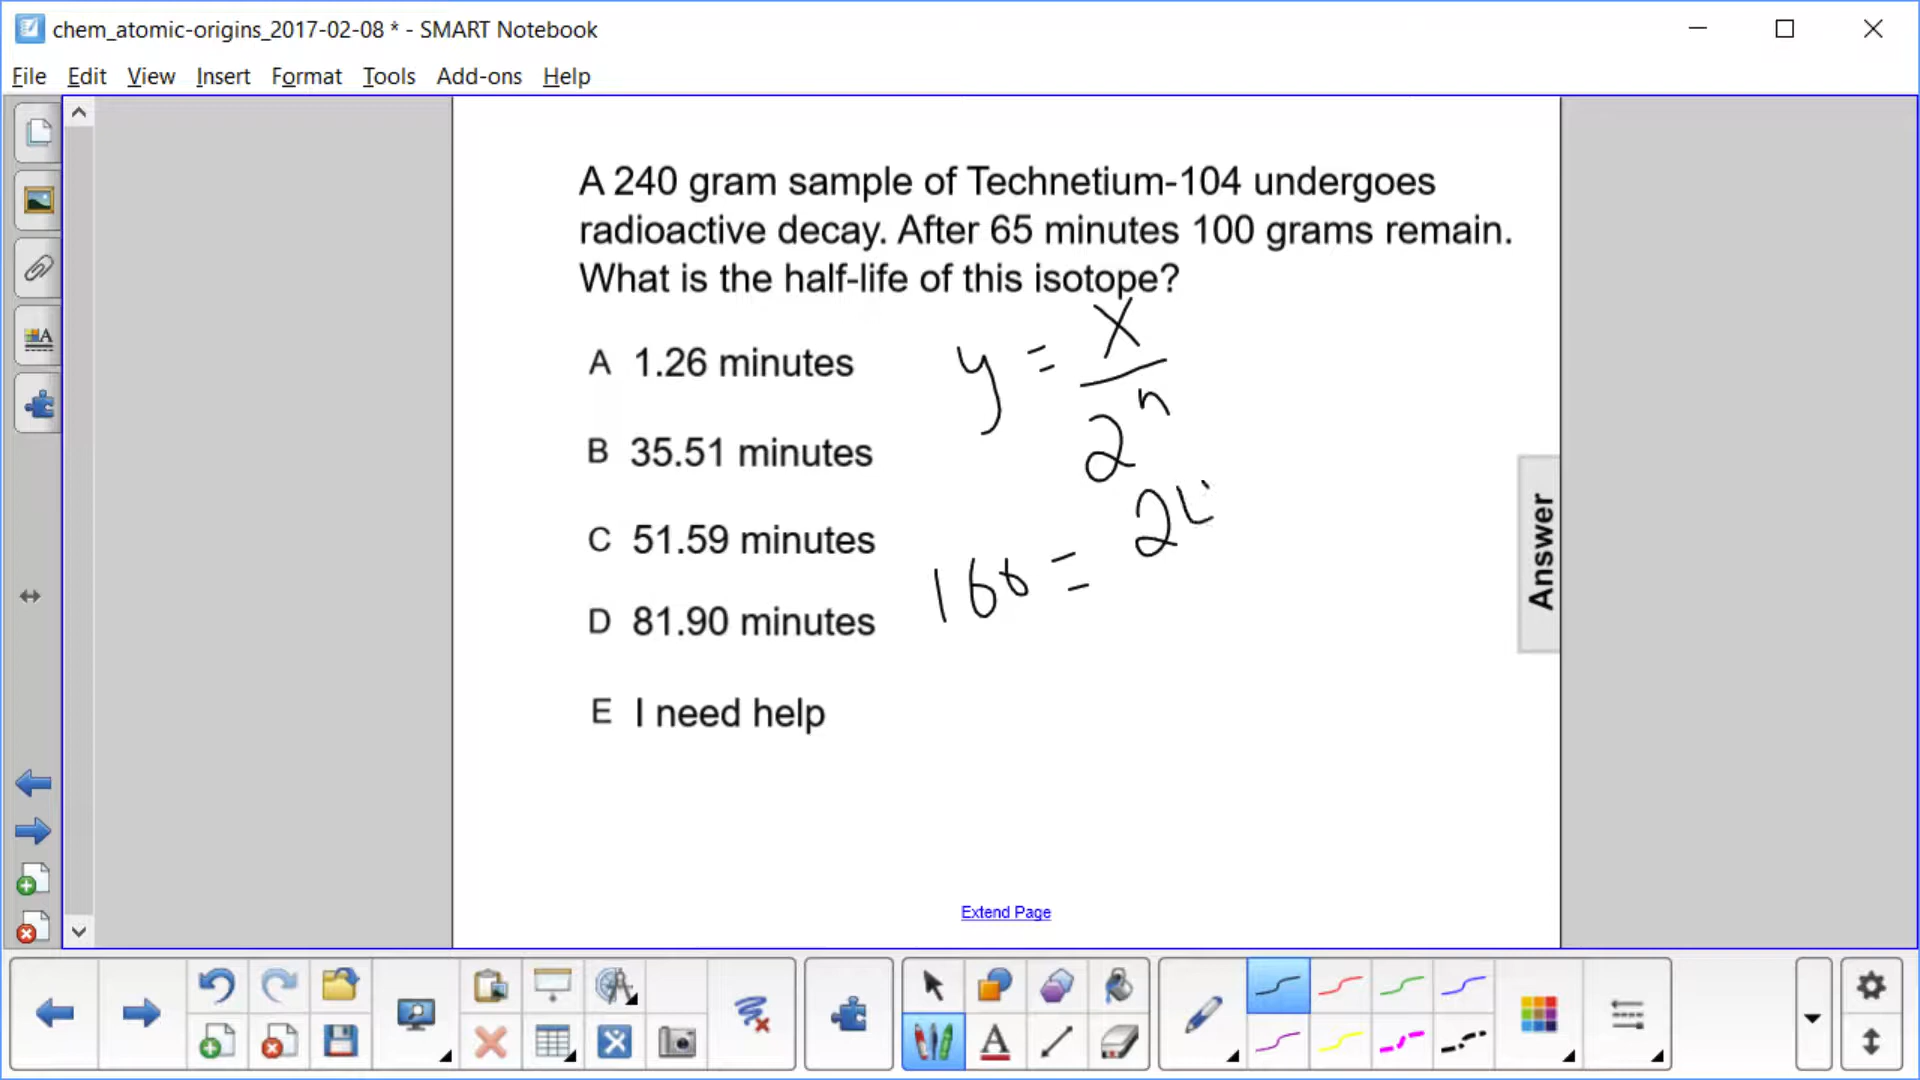 chem_atomic-origins_2017-02-08 * - SMART Notebook
File Edit View Insert Format Tools Add-ons Help
A 240 gram sample of Technetium-104 undergoes
radioactive decay. After 65 minutes 100 grams remain.
What is the half-life of this isotope?
A 1.26 minutes
B 35.51 minutes
C 51.59 minutes
D 81.90 minutes
E I need help
y = x
2^n
100 = 2
Answer
Extend Page